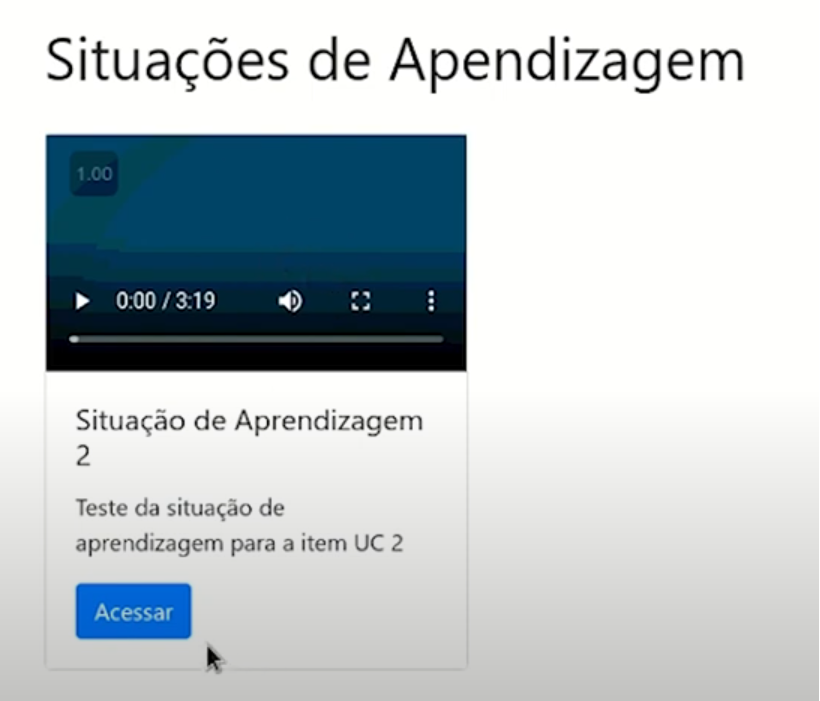 Situações de Apendizagem
1.00
0:00 / 3:19
Situação de Aprendizagem
2
Teste da situação de
aprendizagem para a item UC 2
Acessar